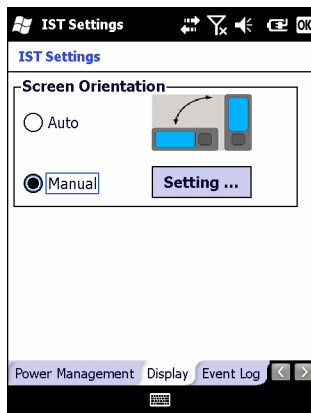 IST Settings
OK
IST Settings
Screen Orientation
Auto
Manual
Setting ...
Power Management Display Event Log